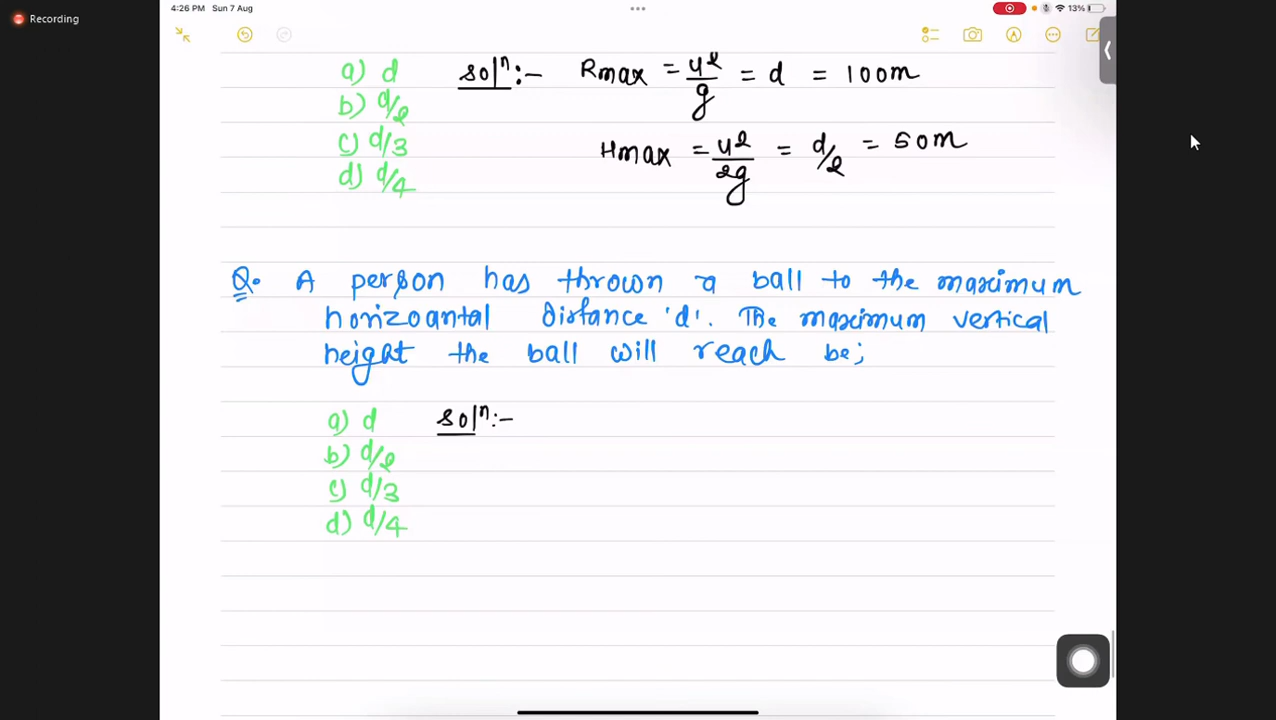 4:26 PM Sun 7 Aug
13%
Recording
a) d
solⁿ:- Rmax = u²/g = d = 100m
b) d/2
c) d/3
Hmax = u²/2g = d/2 = 50m
d) d/4
Q. A person has thrown a ball to the maximum
horizoantal distance 'd'. The maximum vertical
height the ball will reach be;
a) d solⁿ:-
b) d/2
c) d/3
d) d/4